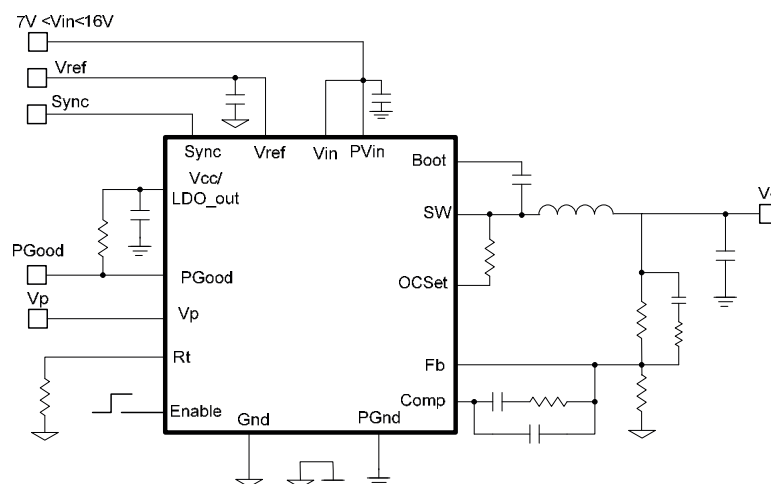 7V <Vin<16V
Vref
Sync
Sync Vref Vin PVin
Boot
Vcc/
LDO_out
SW
PGood
PGood
OCSet
Vp
Vp
Rt
Fb
Enable
Comp
Gnd
PGnd